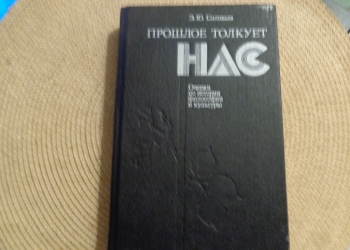 Э. Ю. Соловьев
ПРОШЛОЕ ТОЛКУЕТ
НАС
Очерки
по истории
философии
и культуры